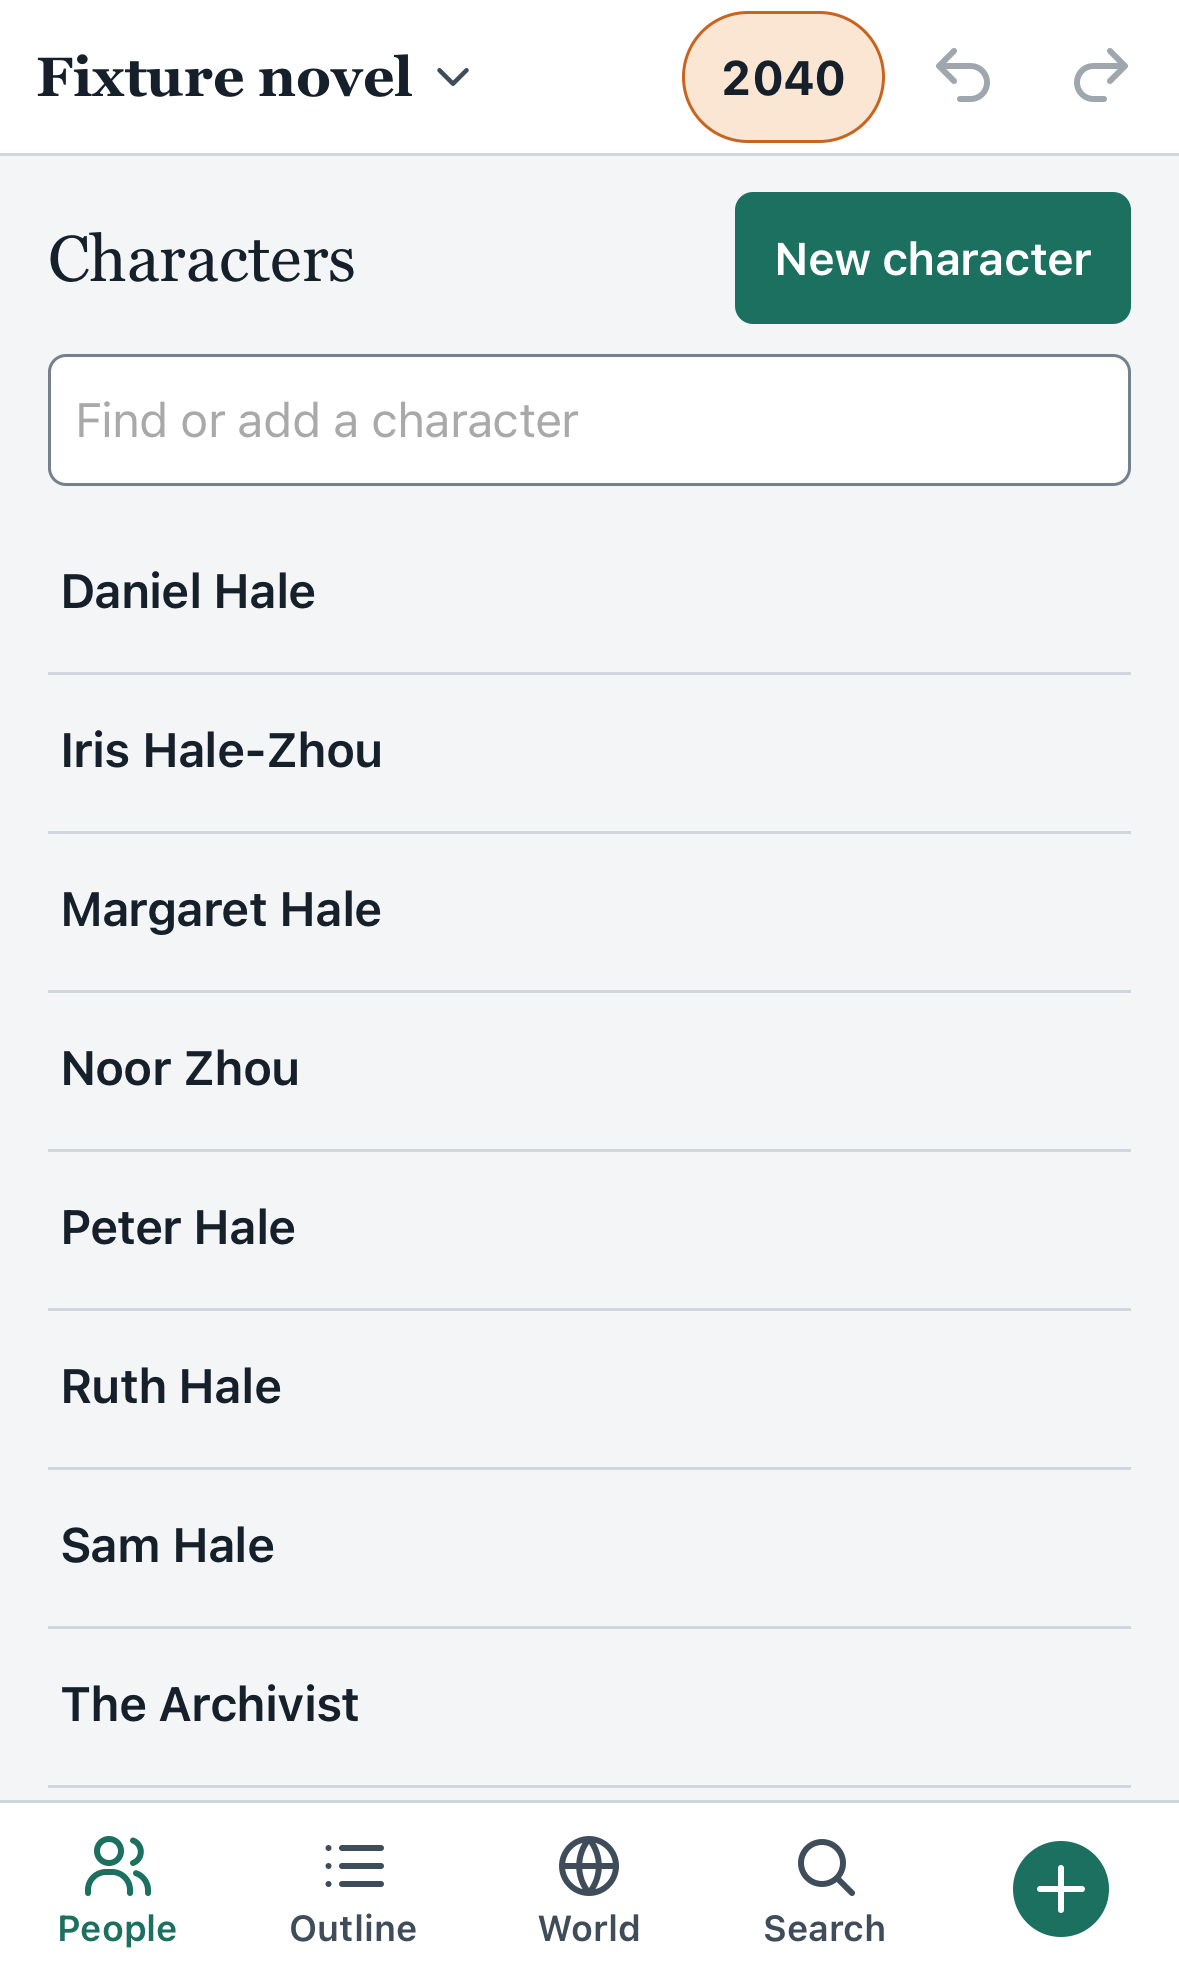 Fixture novel
2040
Characters
New character
Find or add a character
Daniel Hale
Iris Hale-Zhou
Margaret Hale
Noor Zhou
Peter Hale
Ruth Hale
Sam Hale
The Archivist
People
Outline
World
Search